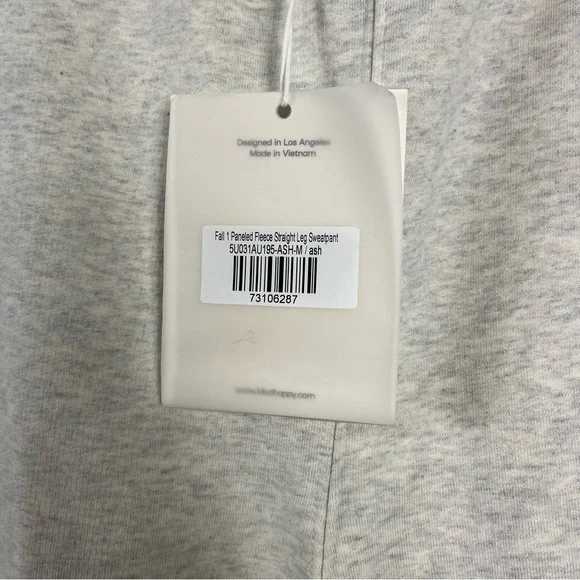 Designed in Los Angeles
Made in Vietnam
Fall 1 Paneled Fleece Straight Leg Sweatpant
5U031AU195-ASH-M / ash
73106287
www.Madhappy.com